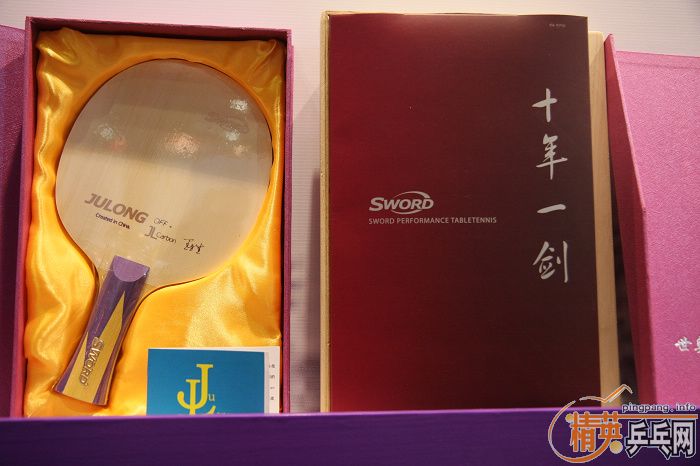 JULONG
OFF.
Created in China.
JL Carbon
SWORD
J
U
L
SWORD
SWORD PERFORMANCE TABLETENNIS
十年一剑
世
pingpang.info
精英乒乓网